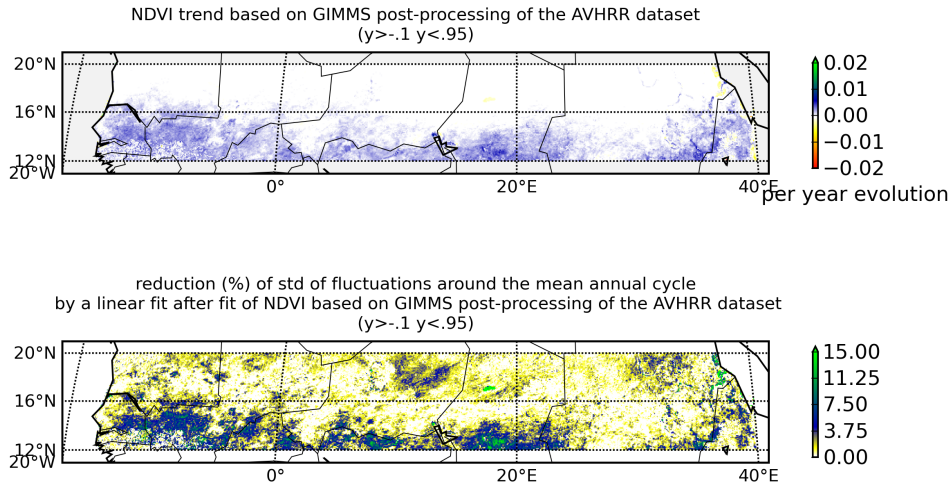 NDVI trend based on GIMMS post-processing of the AVHRR dataset
(y>-.1 y<.95)
20°N
16°N
12°N
20°W
0°
20°E
40°E
0.02
0.01
0.00
−0.01
−0.02
per year evolution
reduction (%) of std of fluctuations around the mean annual cycle
by a linear fit after fit of NDVI based on GIMMS post-processing of the AVHRR dataset
(y>-.1 y<.95)
20°N
16°N
12°N
20°W
0°
20°E
40°E
15.00
11.25
7.50
3.75
0.00